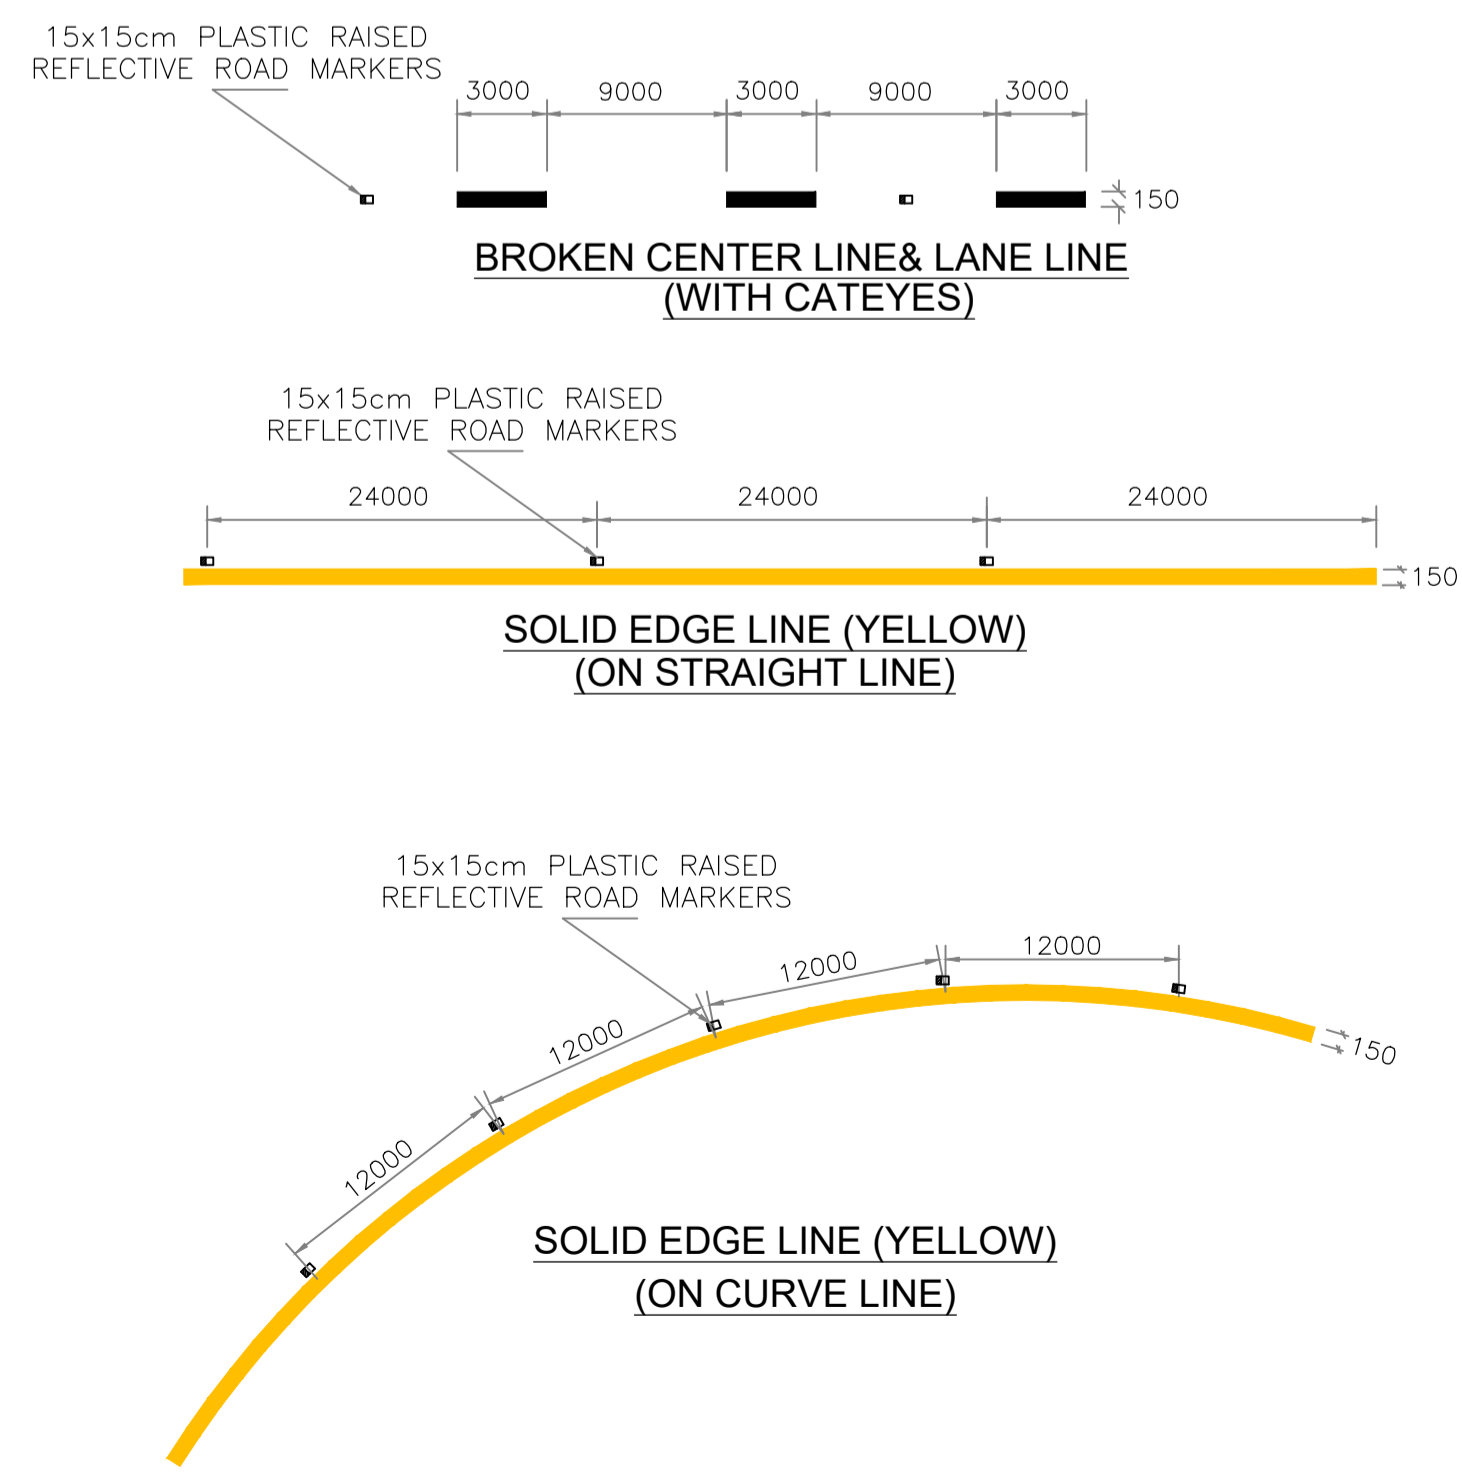 15x15cm PLASTIC RAISED
REFLECTIVE ROAD MARKERS
3000 9000 3000 9000 3000
150
BROKEN CENTER LINE& LANE LINE
(WITH CATEYES)
15x15cm PLASTIC RAISED
REFLECTIVE ROAD MARKERS
24000 24000 24000
150
SOLID EDGE LINE (YELLOW)
(ON STRAIGHT LINE)
15x15cm PLASTIC RAISED
REFLECTIVE ROAD MARKERS
12000
12000
12000
12000
150
SOLID EDGE LINE (YELLOW)
(ON CURVE LINE)